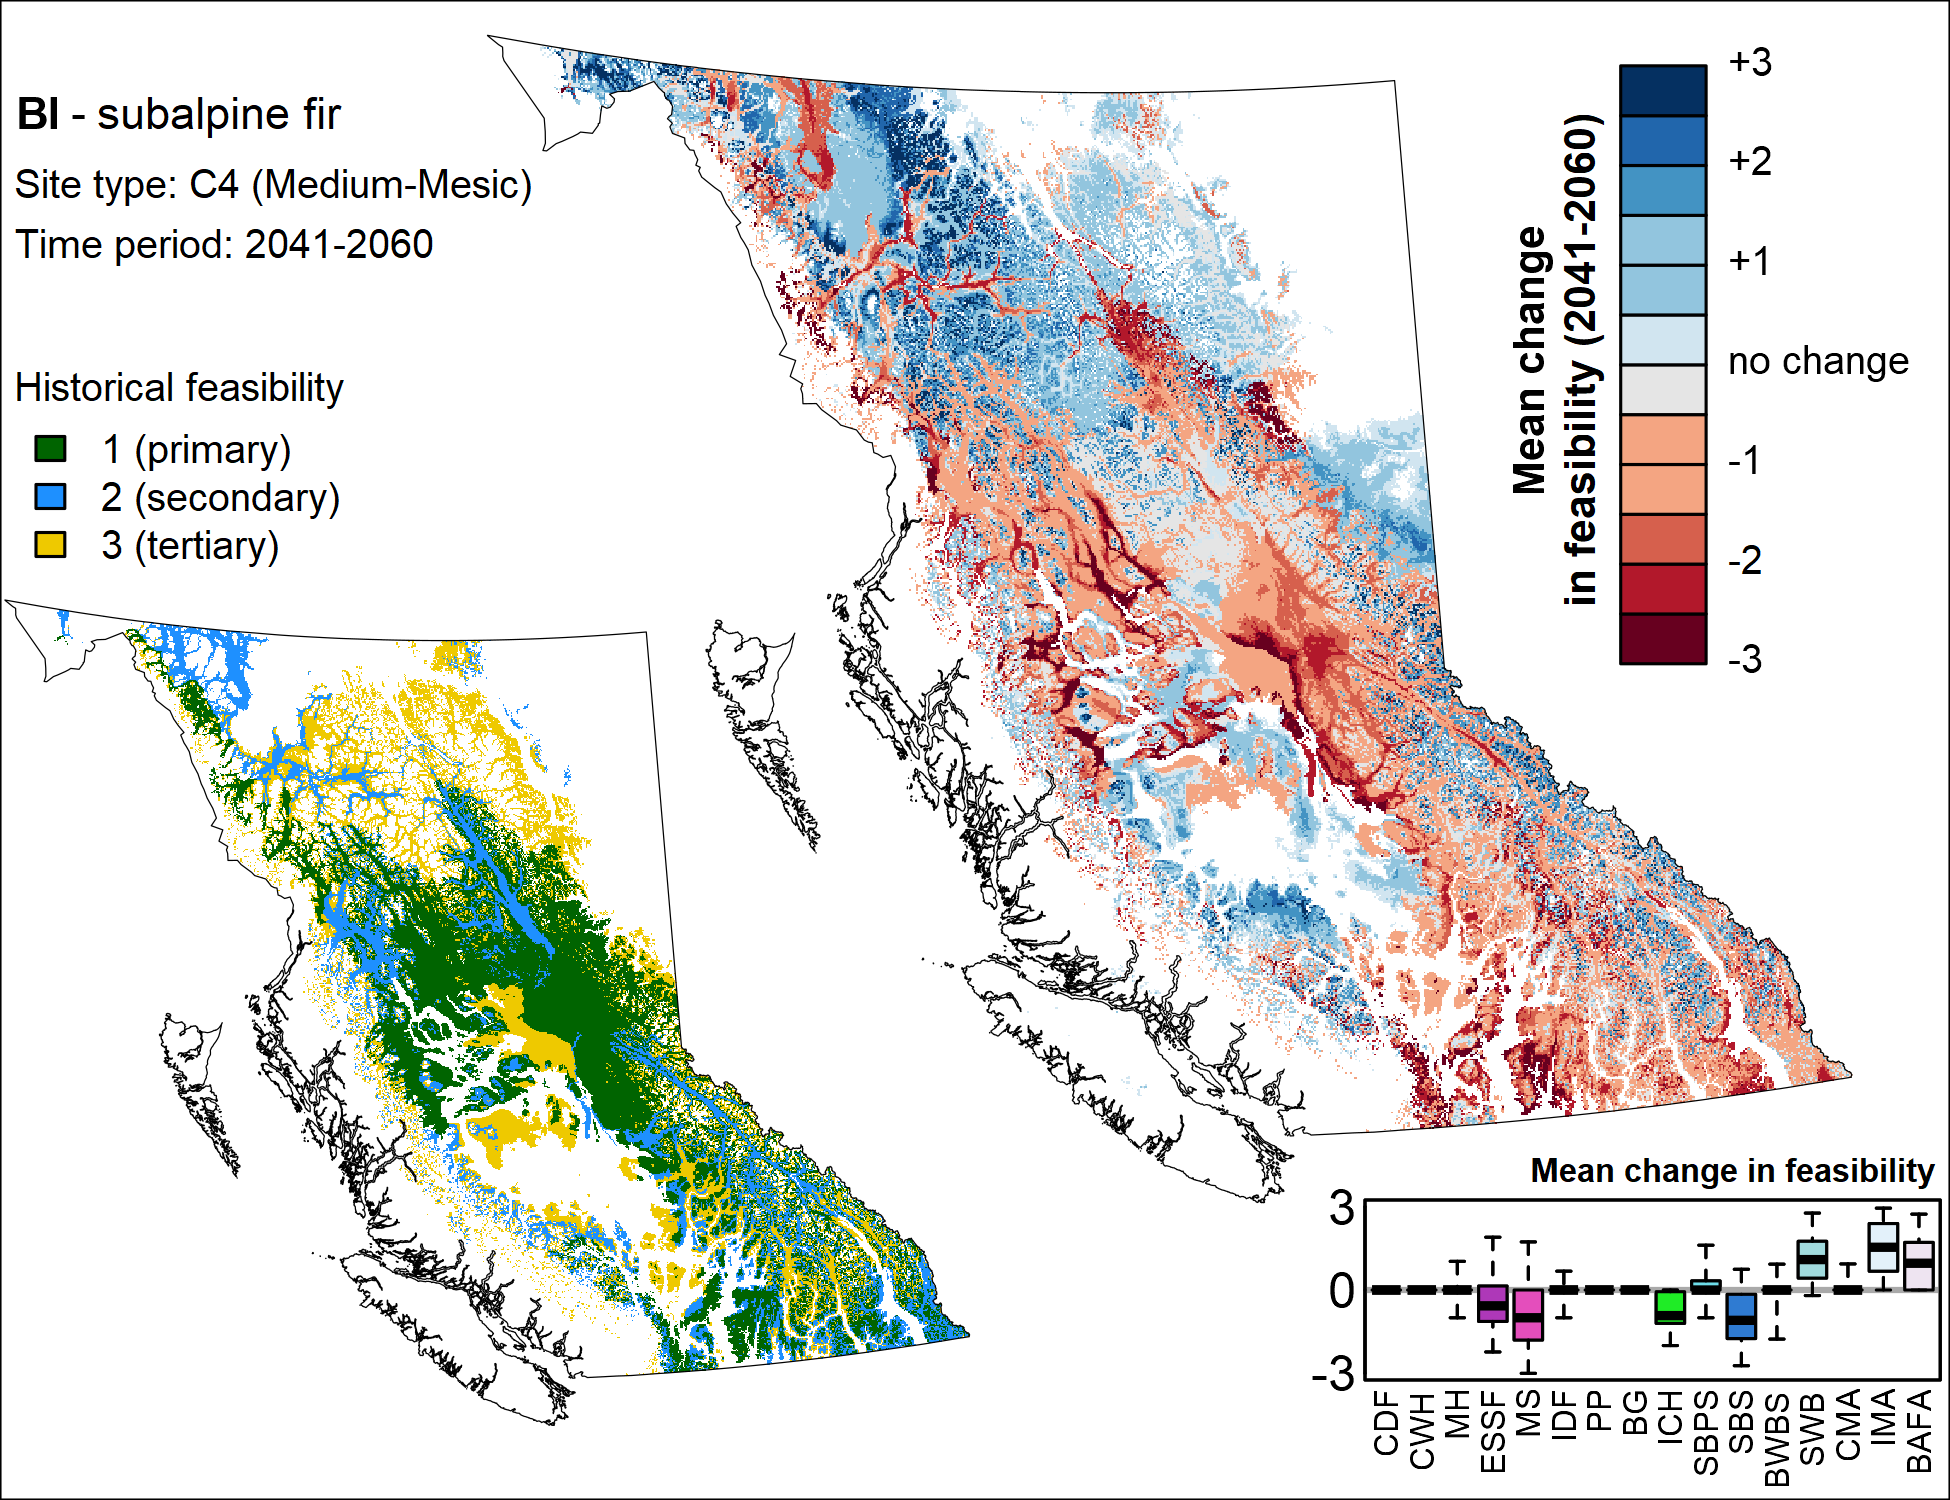 Bl - subalpine fir
Site type: C4 (Medium-Mesic)
Time period: 2041-2060
Historical feasibility
1 (primary)
2 (secondary)
3 (tertiary)
Mean change
in feasibility (2041-2060)
+3
+2
+1
no change
-1
-2
-3
Mean change in feasibility
3
0
-3
CDF
CWH
MH
ESSF
MS
IDF
PP
BG
ICH
SBPS
SBS
BWBS
SWB
CMA
IMA
BAFA